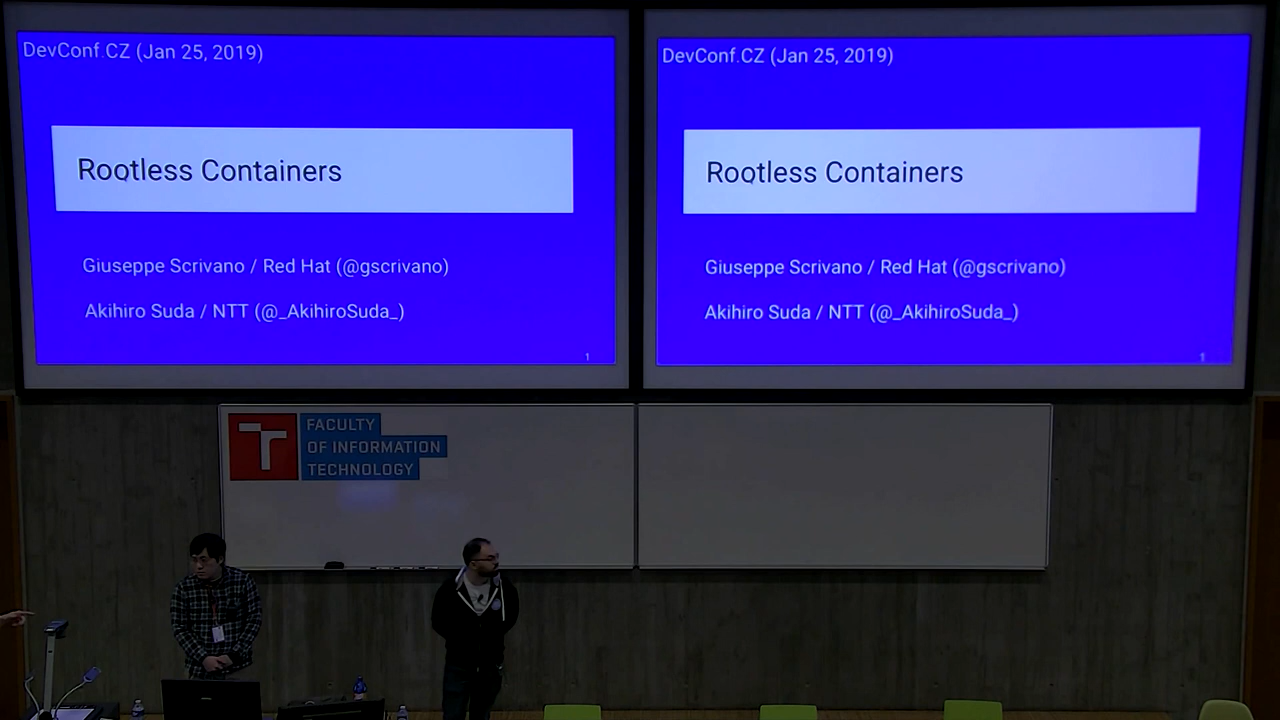 DevConf.CZ (Jan 25, 2019)
Rootless Containers
Giuseppe Scrivano / Red Hat (@gscrivano)
Akihiro Suda / NTT (@_AkihiroSuda_)
1
DevConf.CZ (Jan 25, 2019)
Rootless Containers
Giuseppe Scrivano / Red Hat (@gscrivano)
Akihiro Suda / NTT (@_AkihiroSuda_)
1
FACULTY
OF INFORMATION
TECHNOLOGY